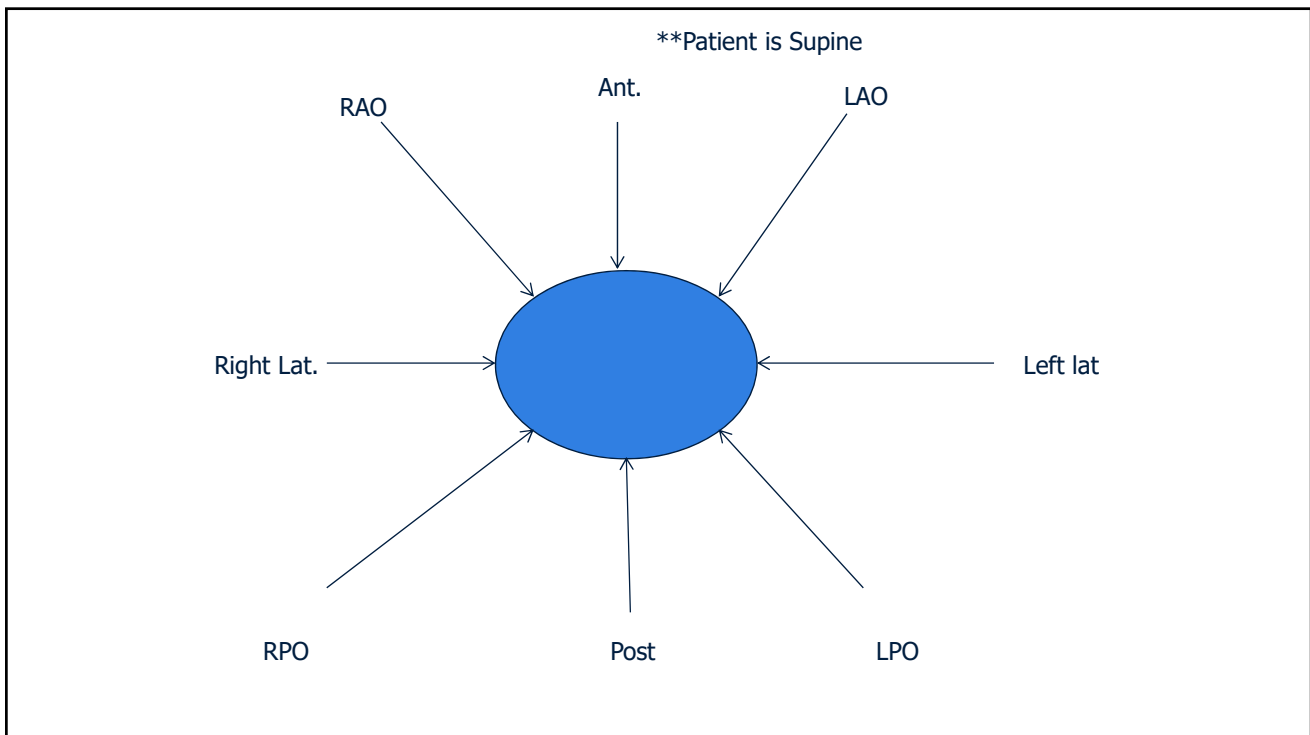 **Patient is Supine
Ant.
RAO
LAO
Right Lat.
Left lat
RPO
Post
LPO